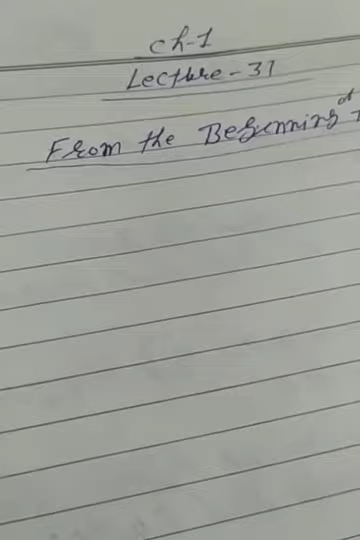 Ch-1
Lecture - 31
From the Beginning of